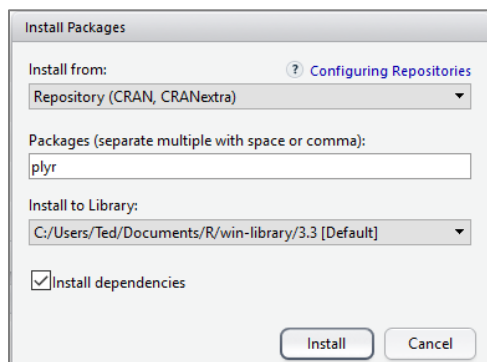 Install Packages
Install from:
? Configuring Repositories
Repository (CRAN, CRANextra)
Packages (separate multiple with space or comma):
plyr
Install to Library:
C:/Users/Ted/Documents/R/win-library/3.3 [Default]
Install dependencies
Install
Cancel